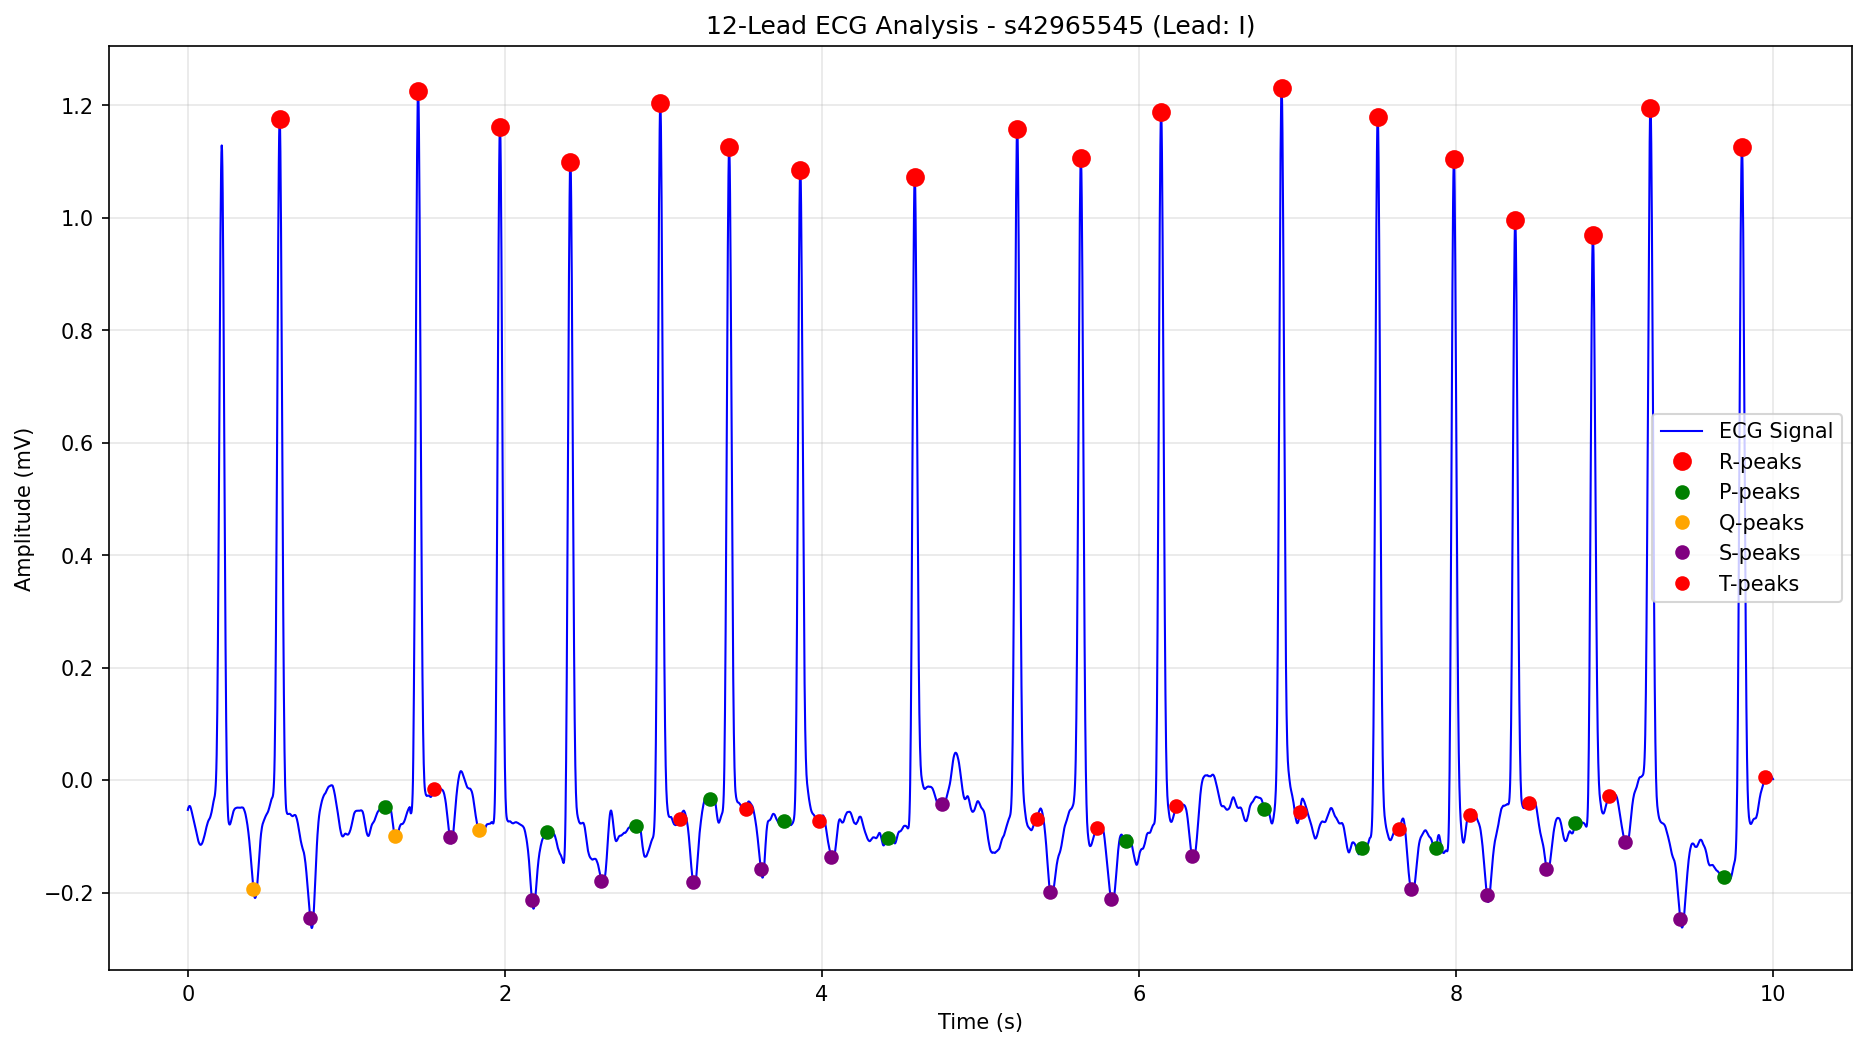 12-Lead ECG Analysis - s42965545 (Lead: I)
1.2
1.0
0.8
0.6
0.4
0.2
0.0
−0.2
Amplitude (mV)
ECG Signal
R-peaks
P-peaks
Q-peaks
S-peaks
T-peaks
0 2 4 6 8 10
Time (s)